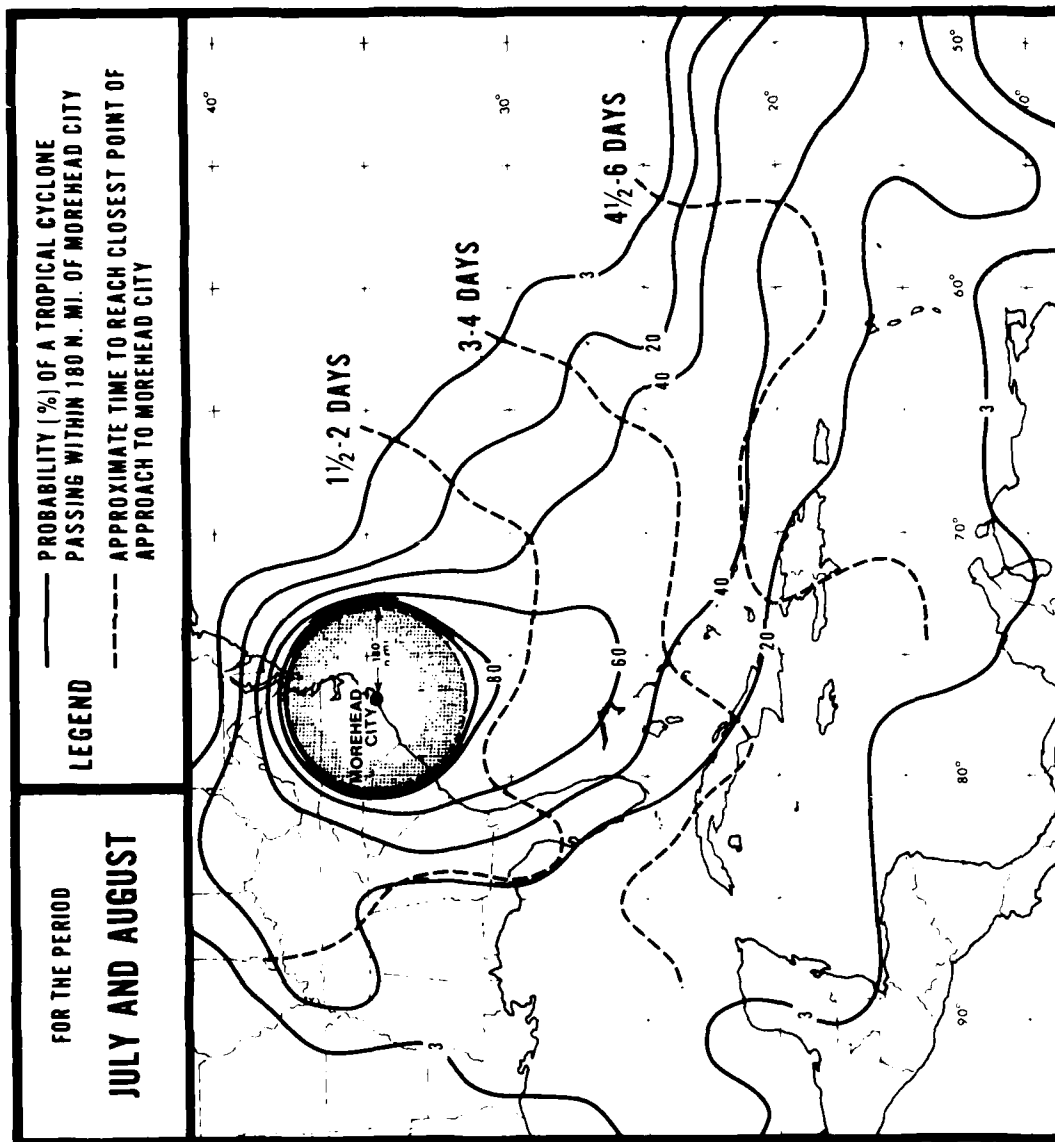 FOR THE PERIOD
JULY AND AUGUST
LEGEND
PROBABILITY (%) OF A TROPICAL CYCLONE
PASSING WITHIN 180 N. MI. OF MOREHEAD CITY
APPROXIMATE TIME TO REACH CLOSEST POINT OF
APPROACH TO MOREHEAD CITY
40°
30°
20°
10°
50°
60°
70°
80°
90°
1½-2 DAYS
3-4 DAYS
4½-6 DAYS
MOREHEAD
CITY
180
80
60
40
20
20
40
3
3
3
3